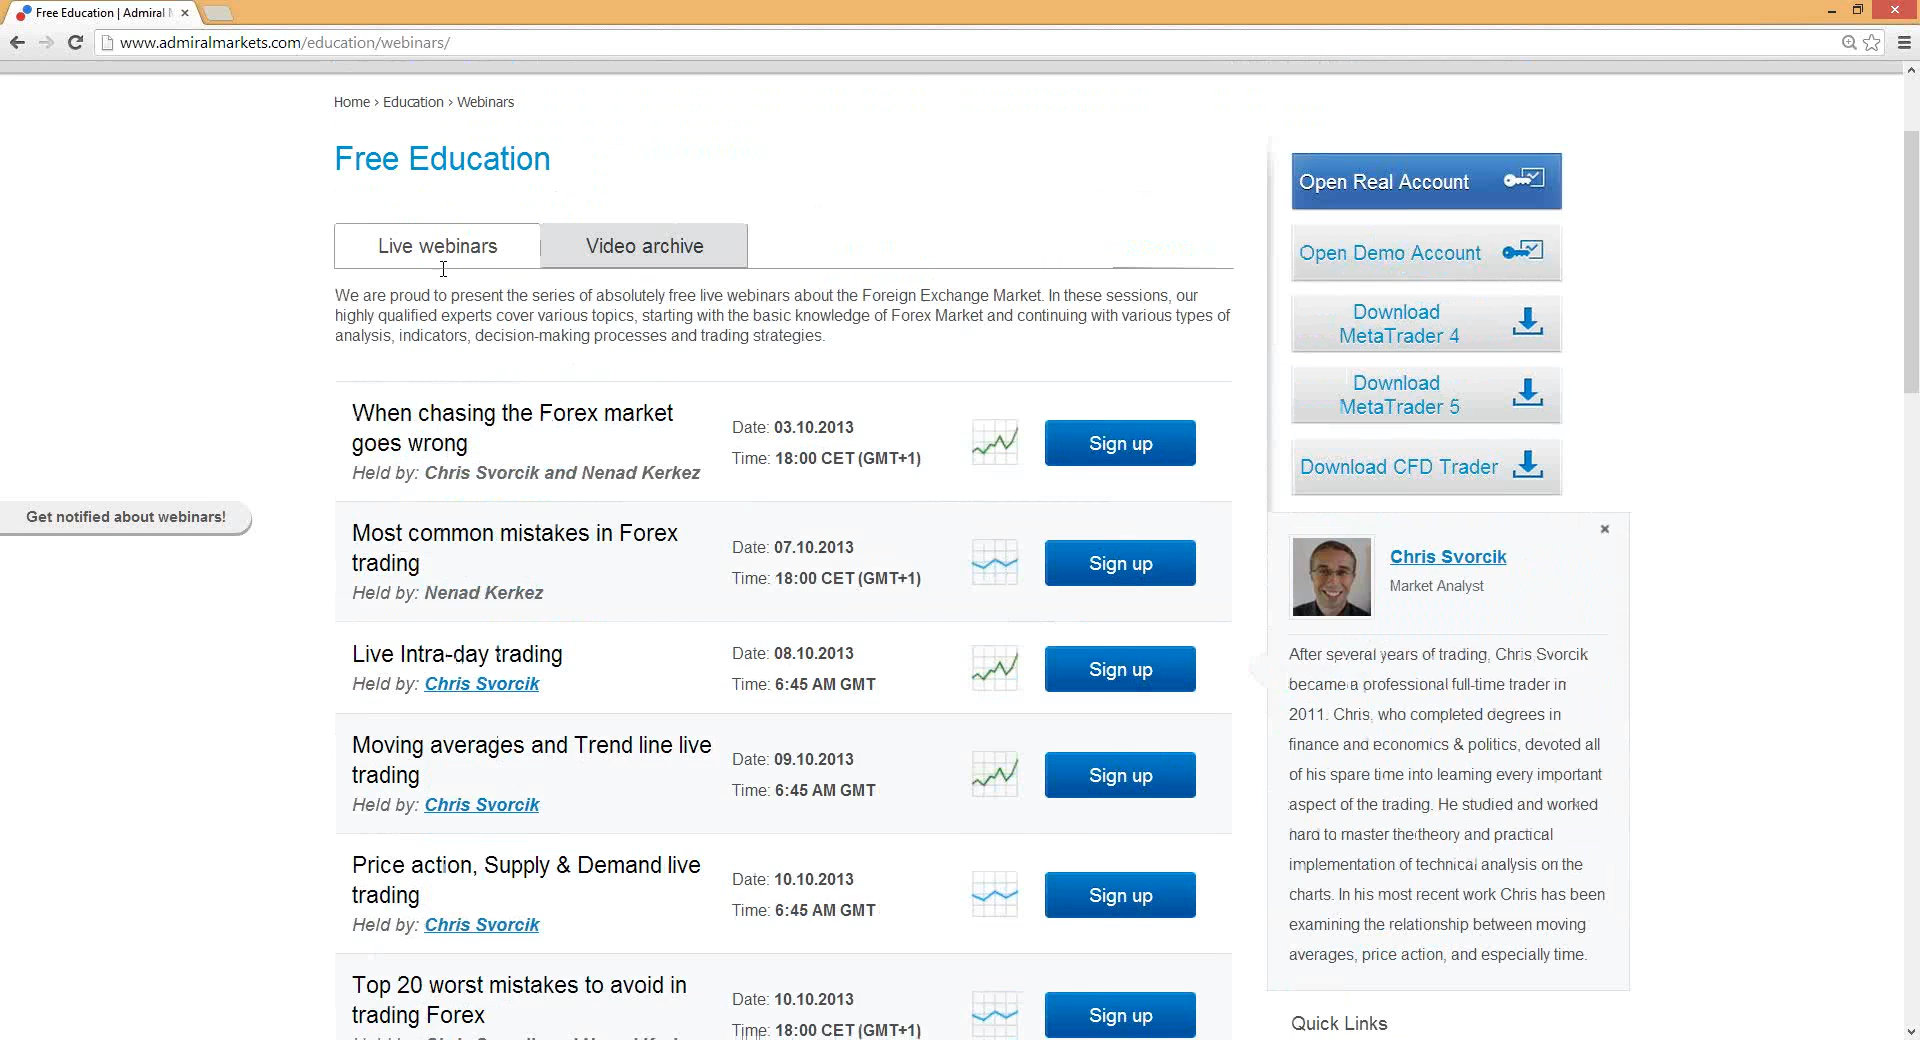 Free Education | Admiral M
www.admiralmarkets.com/education/webinars/
Home › Education › Webinars
Free Education
Live webinars
Video archive
We are proud to present the series of absolutely free live webinars about the Foreign Exchange Market. In these sessions, our
highly qualified experts cover various topics, starting with the basic knowledge of Forex Market and continuing with various types of
analysis, indicators, decision-making processes and trading strategies.
When chasing the Forex market
goes wrong
Held by: Chris Svorcik and Nenad Kerkez
Date: 03.10.2013
Time: 18:00 CET (GMT+1)
Sign up
Get notified about webinars!
Most common mistakes in Forex
trading
Held by: Nenad Kerkez
Date: 07.10.2013
Time: 18:00 CET (GMT+1)
Sign up
Live Intra-day trading
Held by: Chris Svorcik
Date: 08.10.2013
Time: 6:45 AM GMT
Sign up
Moving averages and Trend line live
trading
Held by: Chris Svorcik
Date: 09.10.2013
Time: 6:45 AM GMT
Sign up
Price action, Supply & Demand live
trading
Held by: Chris Svorcik
Date: 10.10.2013
Time: 6:45 AM GMT
Sign up
Top 20 worst mistakes to avoid in
trading Forex
Date: 10.10.2013
Time: 18:00 CET (GMT+1)
Sign up
Open Real Account
Open Demo Account
Download
MetaTrader 4
Download
MetaTrader 5
Download CFD Trader
Chris Svorcik
Market Analyst
After several years of trading, Chris Svorcik
became a professional full-time trader in
2011. Chris, who completed degrees in
finance and economics & politics, devoted all
of his spare time into learning every important
aspect of the trading. He studied and worked
hard to master the theory and practical
implementation of technical analysis on the
charts. In his most recent work Chris has been
examining the relationship between moving
averages, price action, and especially time.
Quick Links